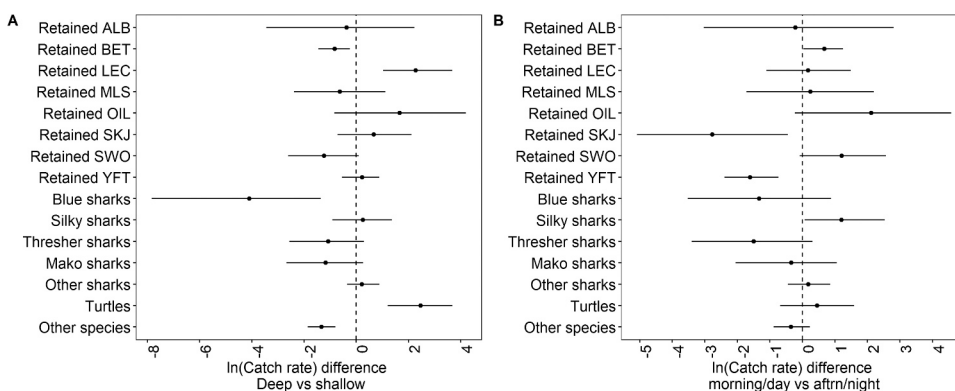 A
Retained ALB
Retained BET
Retained LEC
Retained MLS
Retained OIL
Retained SKJ
Retained SWO
Retained YFT
Blue sharks
Silky sharks
Thresher sharks
Mako sharks
Other sharks
Turtles
Other species
-8 -6 -4 -2 0 2 4
ln(Catch rate) difference
Deep vs shallow
B
Retained ALB
Retained BET
Retained LEC
Retained MLS
Retained OIL
Retained SKJ
Retained SWO
Retained YFT
Blue sharks
Silky sharks
Thresher sharks
Mako sharks
Other sharks
Turtles
Other species
-5 -4 -3 -2 -1 0 1 2 3 4
ln(Catch rate) difference
morning/day vs aftrn/night